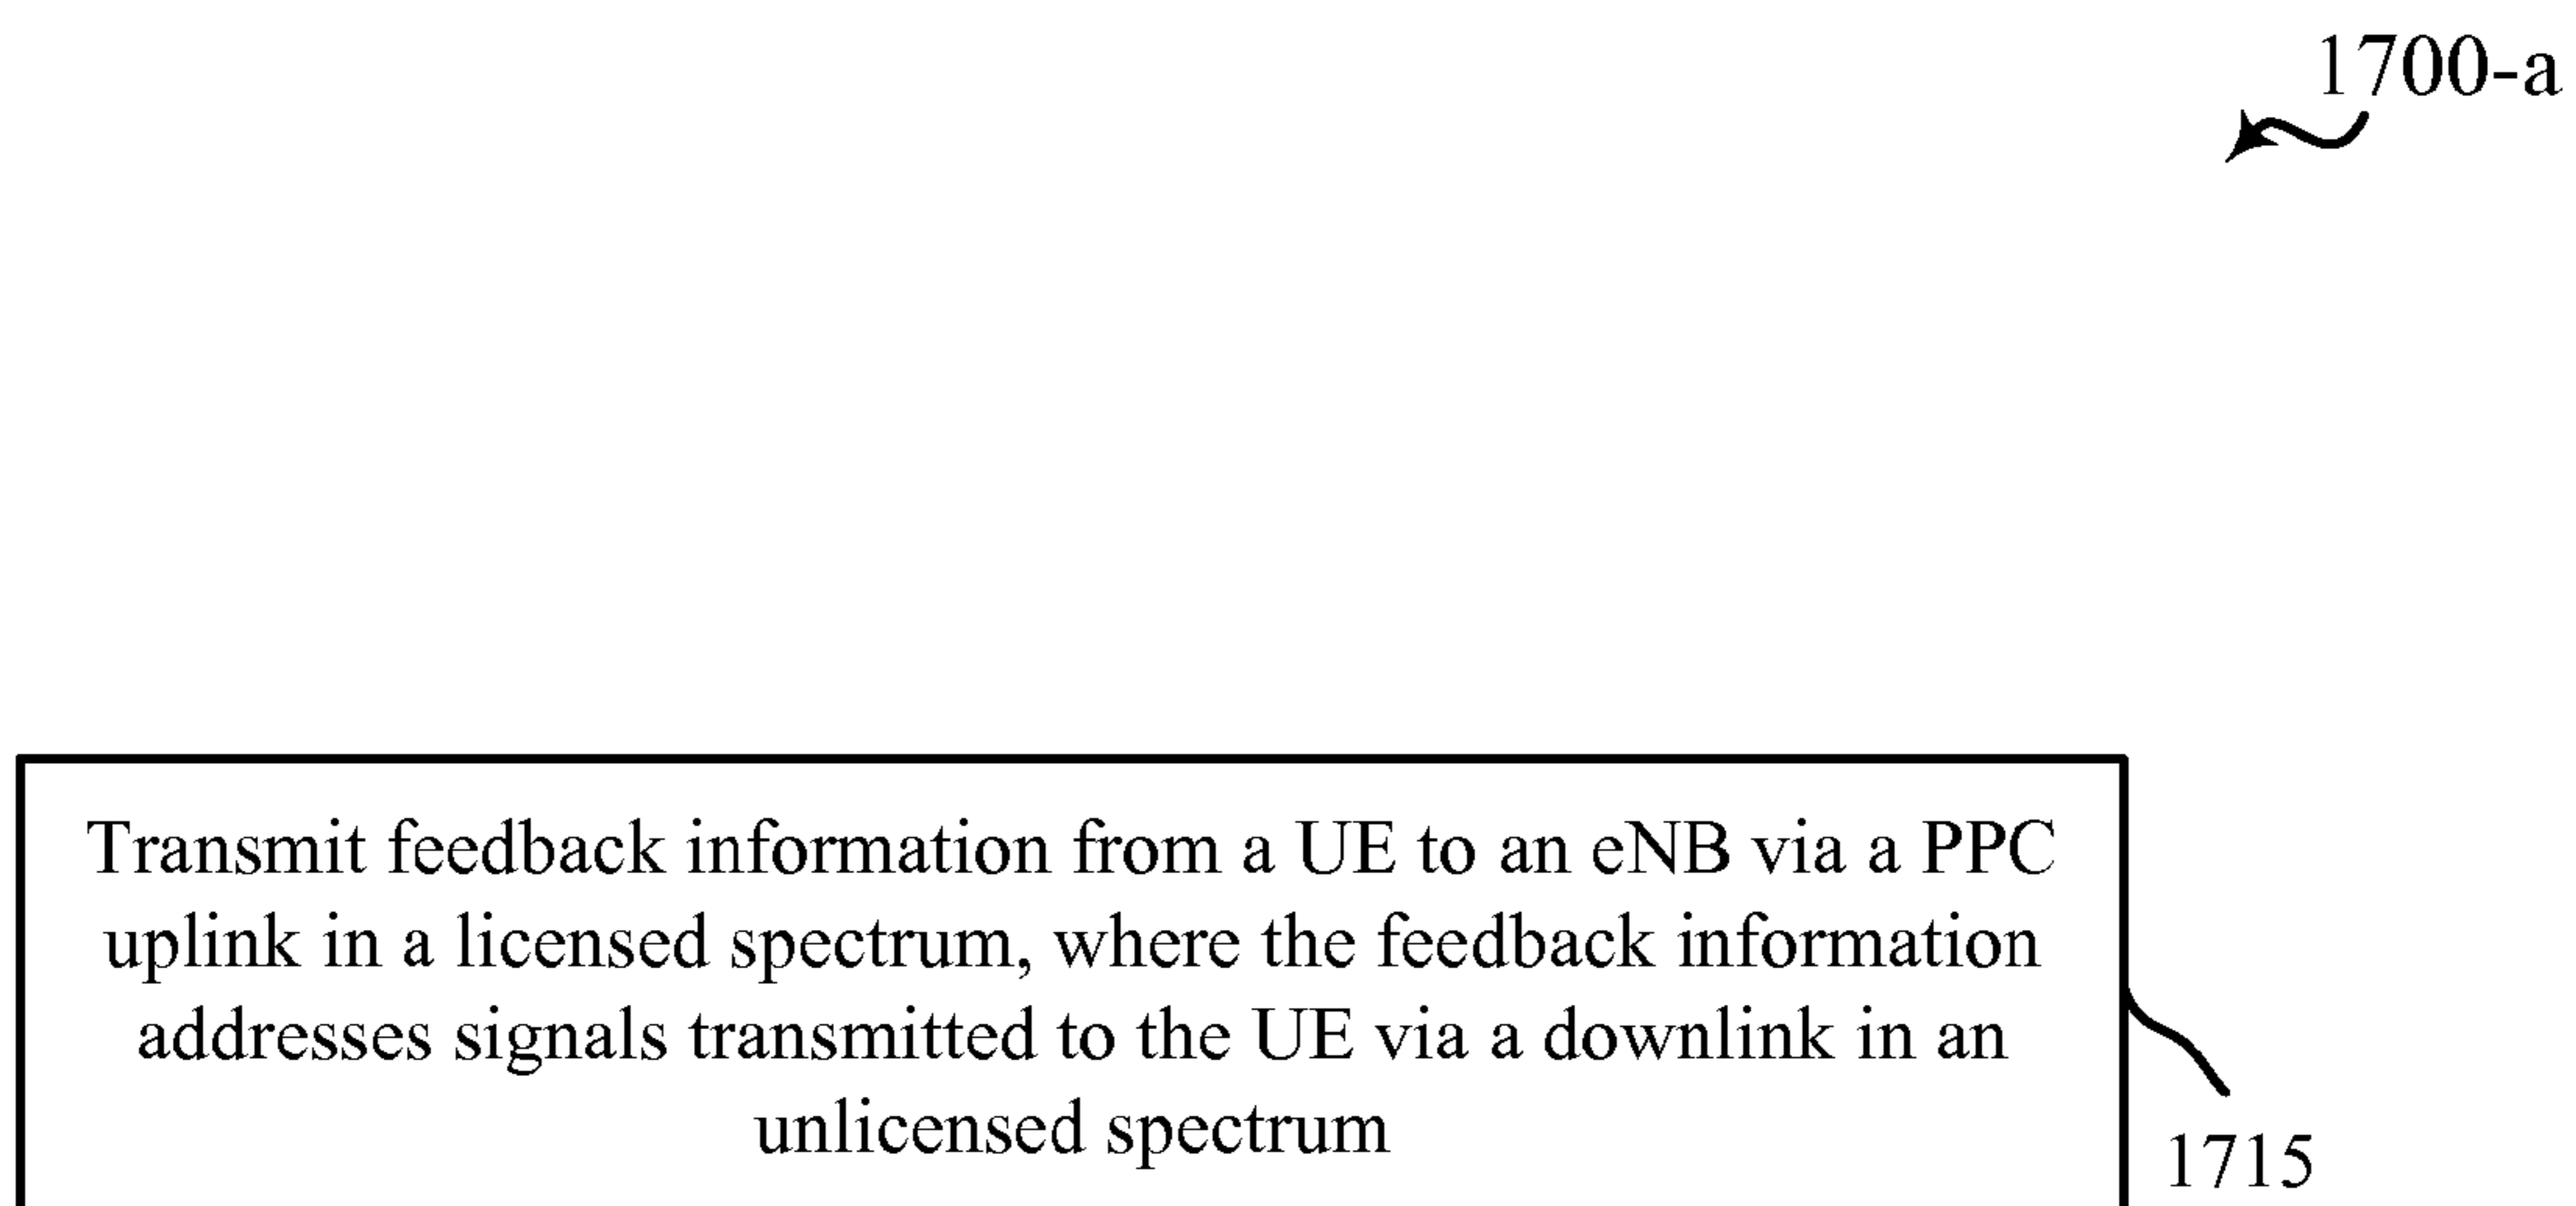 1700-a
Transmit feedback information from a UE to an eNB via a PPC
uplink in a licensed spectrum, where the feedback information
addresses signals transmitted to the UE via a downlink in an
unlicensed spectrum
1715